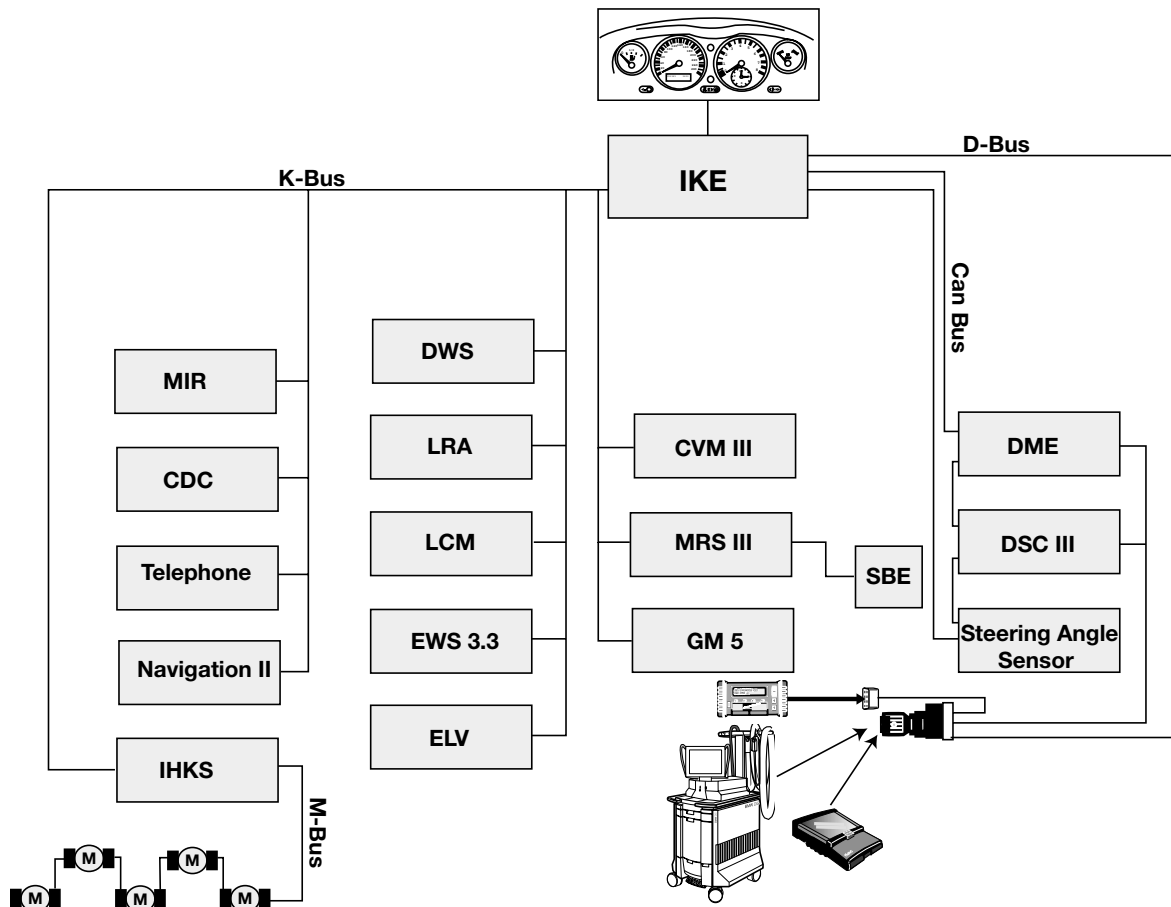 D-Bus
K-Bus
IKE
Can Bus
DWS
MIR
LRA
CVM III
DME
CDC
LCM
MRS III
DSC III
Telephone
SBE
EWS 3.3
GM 5
Steering Angle
Sensor
Navigation II
ELV
IHKS
M-Bus
M
M
M
M
M